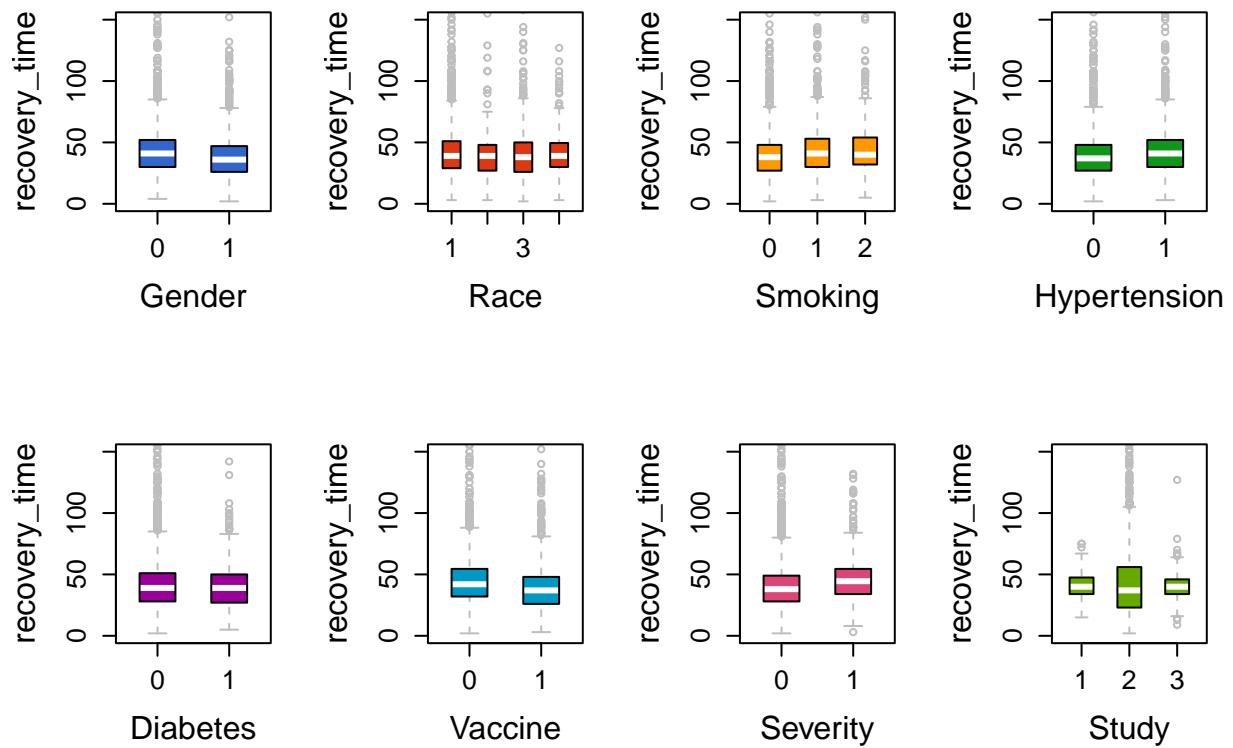 recovery_time
100
50
0
0 1
Gender
recovery_time
100
50
0
1 3
Race
recovery_time
100
50
0
0 1 2
Smoking
recovery_time
100
50
0
0 1
Hypertension
recovery_time
100
50
0
0 1
Diabetes
recovery_time
100
50
0
0 1
Vaccine
recovery_time
100
50
0
0 1
Severity
recovery_time
100
50
0
1 2 3
Study